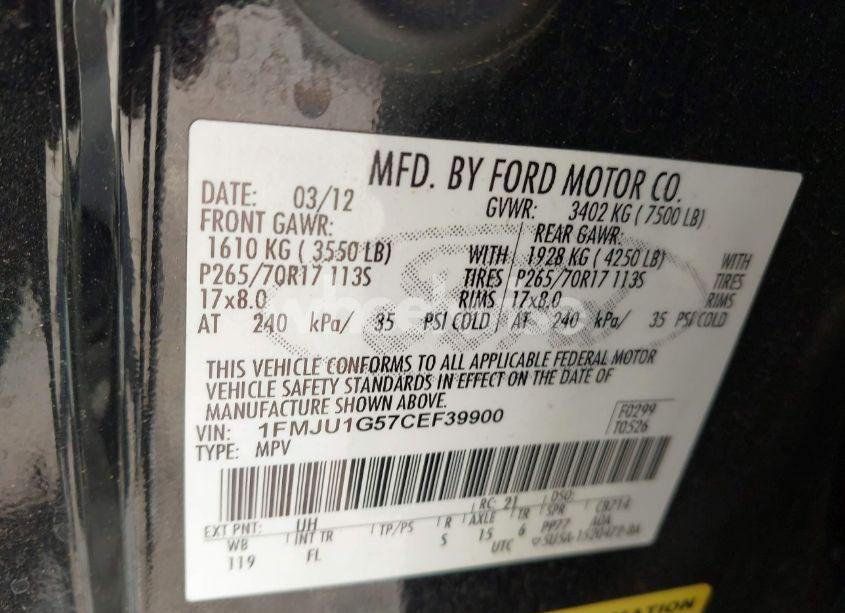 MFD. BY FORD MOTOR CO.
DATE: 03/12 GVWR: 3402 KG ( 7500 LB)
FRONT GAWR: REAR GAWR:
1610 KG ( 3550 LB) WITH 1928 KG ( 4250 LB) WITH
P265/70R17 113S TIRES P265/70R17 113S TIRES
17x8.0 RIMS 17x8.0 RIMS
AT 240 kPa/ 35 PSI COLD AT 240 kPa/ 35 PSI COLD
THIS VEHICLE CONFORMS TO ALL APPLICABLE FEDERAL MOTOR
VEHICLE SAFETY STANDARDS IN EFFECT ON THE DATE OF
MANUFACTURE SHOWN ABOVE.
VIN: 1FMJU1G57CEF39900 F0299
TYPE: MPV T0526
EXT PNT: UH RC: 21 DSO:
WB INT TR TP/PS R AXLE TR SPR CB714
119 FL S 15 6 PP77 AOA
UTC